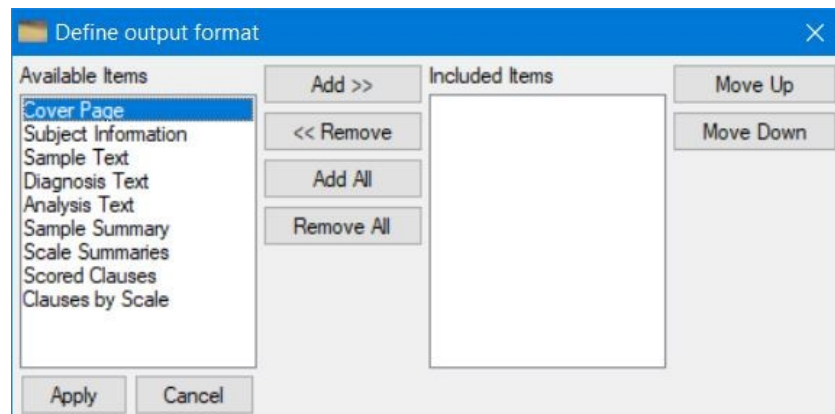 Define output format
Available Items
Cover Page
Subject Information
Sample Text
Diagnosis Text
Analysis Text
Sample Summary
Scale Summaries
Scored Clauses
Clauses by Scale
Add >>
<< Remove
Add All
Remove All
Included Items
Move Up
Move Down
Apply
Cancel